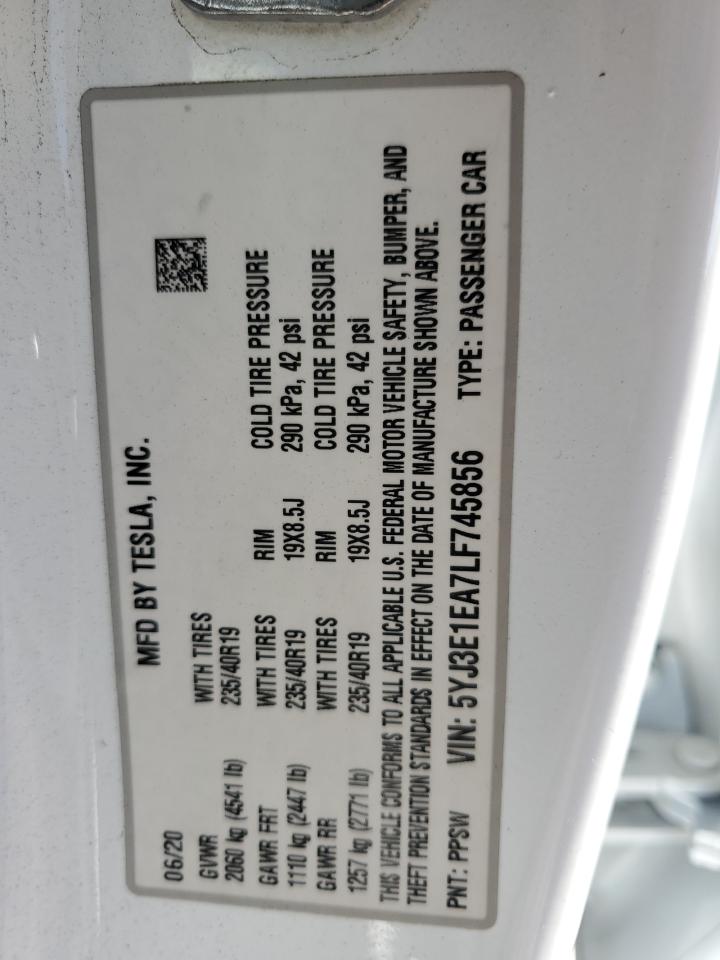 MFD BY TESLA, INC.
06/20
GVWR WITH TIRES
2060 kg (4541 lb) 235/40R19
GAWR FRT WITH TIRES RIM COLD TIRE PRESSURE
1110 kg (2447 lb) 235/40R19 19X8.5J 290 kPa, 42 psi
GAWR RR WITH TIRES RIM COLD TIRE PRESSURE
1257 kg (2771 lb) 235/40R19 19X8.5J 290 kPa, 42 psi
THIS VEHICLE CONFORMS TO ALL APPLICABLE U.S. FEDERAL MOTOR VEHICLE SAFETY, BUMPER, AND
THEFT PREVENTION STANDARDS IN EFFECT ON THE DATE OF MANUFACTURE SHOWN ABOVE.
PNT: PPSW VIN: 5YJ3E1EA7LF745856 TYPE: PASSENGER CAR